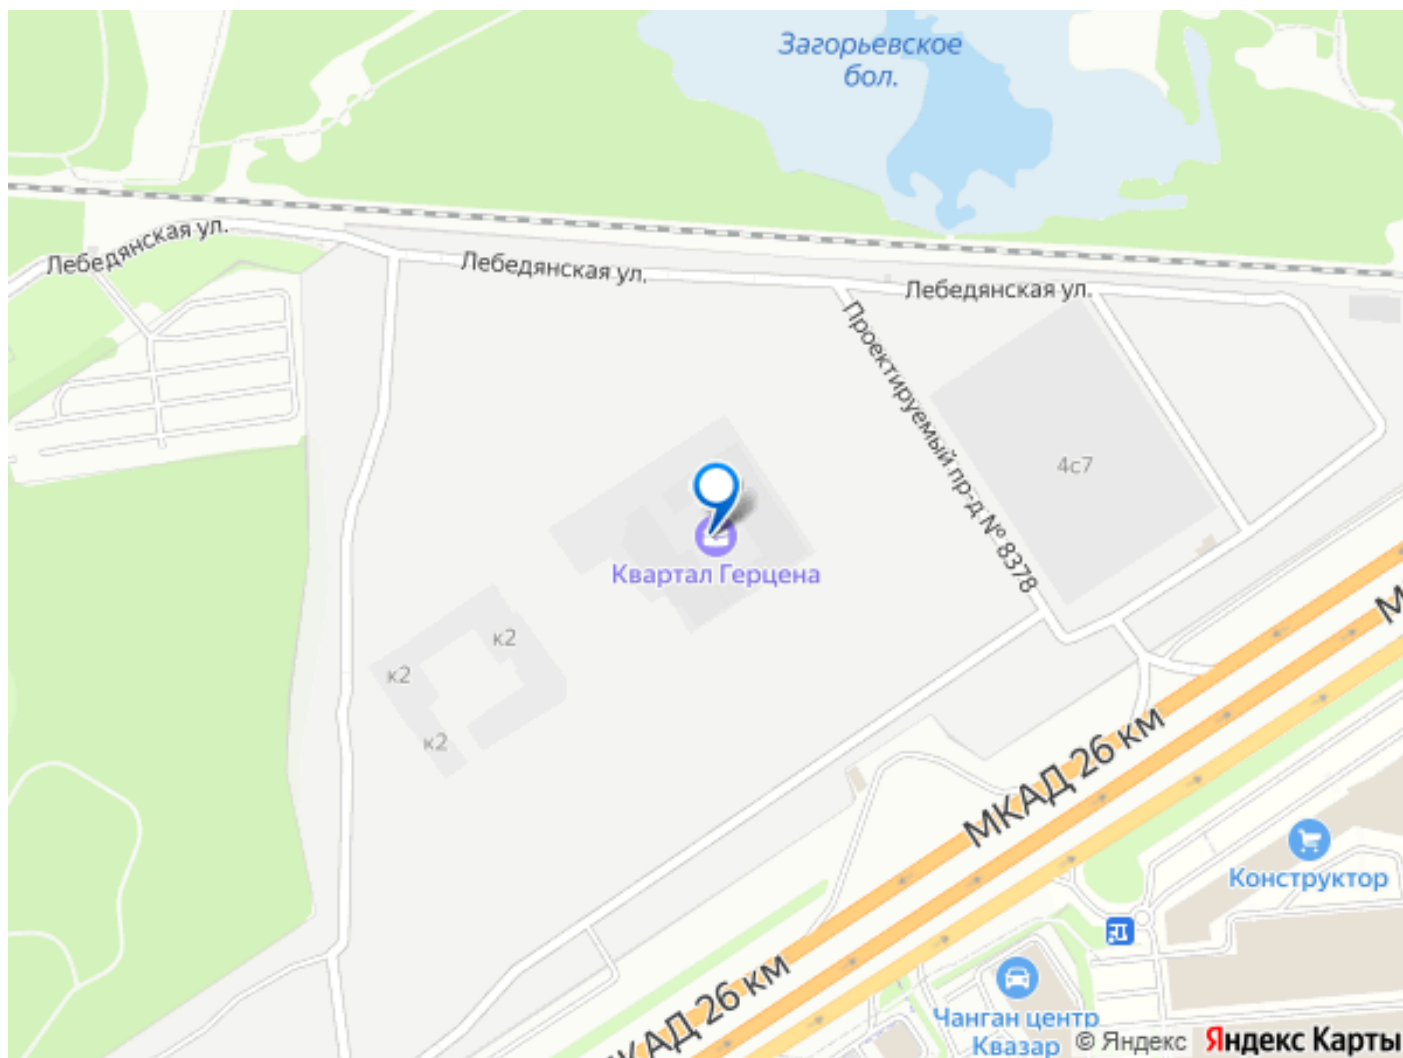 Загорьевское
бол.
Лебедянская ул.
Лебедянская ул.
Лебедянская ул.
Проектируемый пр-д № 8378
4с7
Квартал Герцена
к2
к2
к2
МКАД 26 км
Конструктор
МКАД 26 км
Чанган центр
Квазар
© Яндекс Яндекс Карты